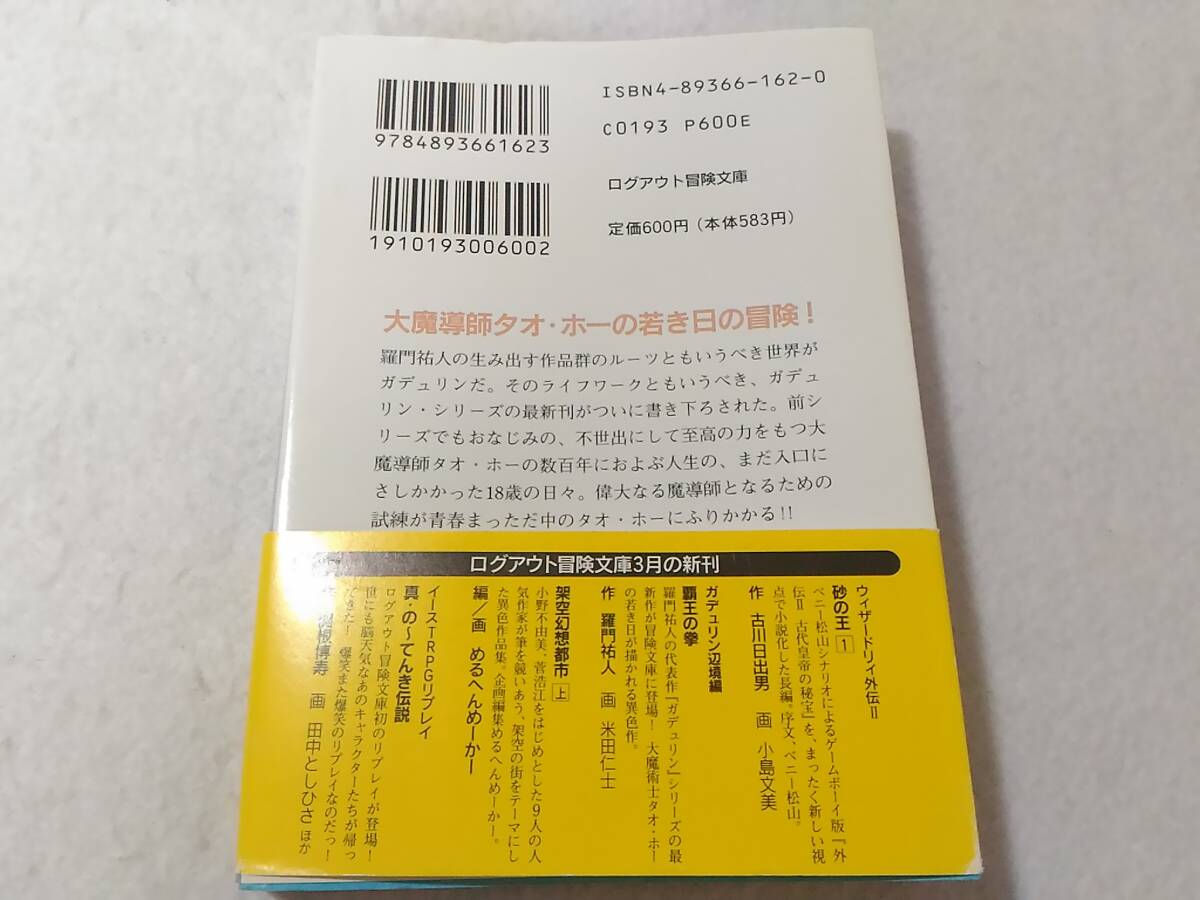 9784893661623
1910193006002
ISBN4-89366-162-0
C0193 P600E
ログアウト冒険文庫
定価600円（本体583円）
大魔導師タオ・ホーの若き日の冒険！
羅門祐人の生み出す作品群のルーツともいうべき世界が
ガデュリンだ。そのライフワークともいうべき、ガデュ
リン・シリーズの最新刊がついに書き下ろされた。前シ
リーズでもおなじみの、不世出にして至高の力をもつ大
魔導師タオ・ホーの数百年におよぶ人生の、まだ入口に
さしかかった18歳の日々。偉大なる魔導師となるための
試練が青春まっただ中のタオ・ホーにふりかかる!!
ログアウト冒険文庫3月の新刊
ウィザードリィ外伝Ⅱ
砂の王 1
ベニー松山シナリオによるゲームボーイ版『外
伝Ⅱ 古代皇帝の秘宝』を、まったく新しい視
点で小説化した長編。序文、ベニー松山。
作 古川日出男 画 小島文美
ガデュリン辺境編
覇王の拳
羅門祐人の代表作『ガデュリン』シリーズの最
新作が冒険文庫に登場！ 大魔術士タオ・ホー
の若き日が描かれる異色作。
作 羅門祐人 画 米田仁士
架空幻想都市 上
小野不由美、菅浩江をはじめとした9人の人
気作家が筆を競いあう、架空の街をテーマにし
た異色作品集。企画編集めるへんめーかー。
編／画 めるへんめーかー
イースTRPGリプレイ
真・の〜てんき伝説
ログアウト冒険文庫初のリプレイが登場！
世にも脳天気なあのキャラクターたちが帰っ
てきた！ 爆笑また爆笑のリプレイなのだっ！
根博寿 画 田中としひさ ほか